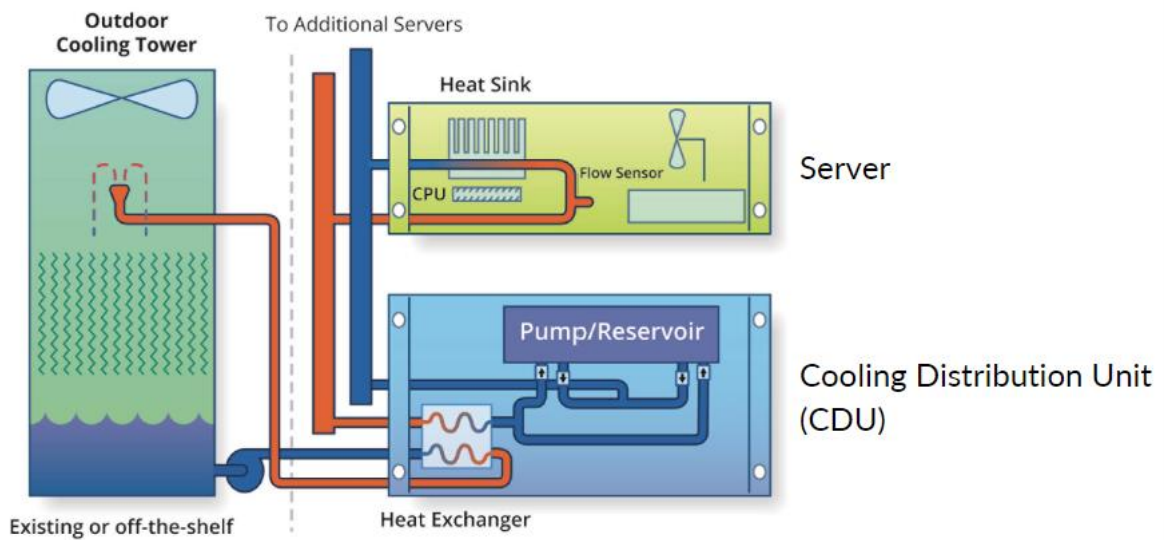 Outdoor
Cooling Tower
To Additional Servers
Heat Sink
Flow Sensor
CPU
Server
Pump/Reservoir
Cooling Distribution Unit
(CDU)
Heat Exchanger
Existing or off-the-shelf